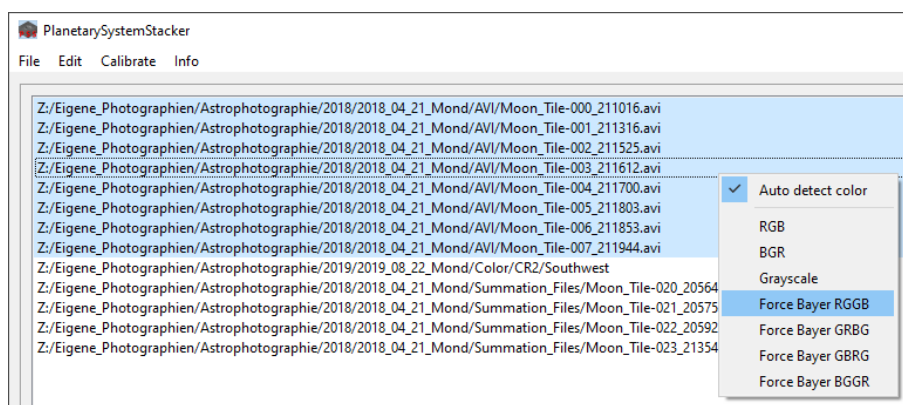 PlanetarySystemStacker
File Edit Calibrate Info
Z:/Eigene_Photographien/Astrophotographie/2018/2018_04_21_Mond/AVI/Moon_Tile-000_211016.avi
Z:/Eigene_Photographien/Astrophotographie/2018/2018_04_21_Mond/AVI/Moon_Tile-001_211316.avi
Z:/Eigene_Photographien/Astrophotographie/2018/2018_04_21_Mond/AVI/Moon_Tile-002_211525.avi
Z:/Eigene_Photographien/Astrophotographie/2018/2018_04_21_Mond/AVI/Moon_Tile-003_211612.avi
Z:/Eigene_Photographien/Astrophotographie/2018/2018_04_21_Mond/AVI/Moon_Tile-004_211700.avi
Z:/Eigene_Photographien/Astrophotographie/2018/2018_04_21_Mond/AVI/Moon_Tile-005_211803.avi
Z:/Eigene_Photographien/Astrophotographie/2018/2018_04_21_Mond/AVI/Moon_Tile-006_211853.avi
Z:/Eigene_Photographien/Astrophotographie/2018/2018_04_21_Mond/AVI/Moon_Tile-007_211944.avi
Z:/Eigene_Photographien/Astrophotographie/2019/2019_08_22_Mond/Color/CR2/Southwest
Z:/Eigene_Photographien/Astrophotographie/2018/2018_04_21_Mond/Summation_Files/Moon_Tile-020_20564
Z:/Eigene_Photographien/Astrophotographie/2018/2018_04_21_Mond/Summation_Files/Moon_Tile-021_20575
Z:/Eigene_Photographien/Astrophotographie/2018/2018_04_21_Mond/Summation_Files/Moon_Tile-022_20592
Z:/Eigene_Photographien/Astrophotographie/2018/2018_04_21_Mond/Summation_Files/Moon_Tile-023_21354
Auto detect color
RGB
BGR
Grayscale
Force Bayer RGGB
Force Bayer GRBG
Force Bayer GBRG
Force Bayer BGGR